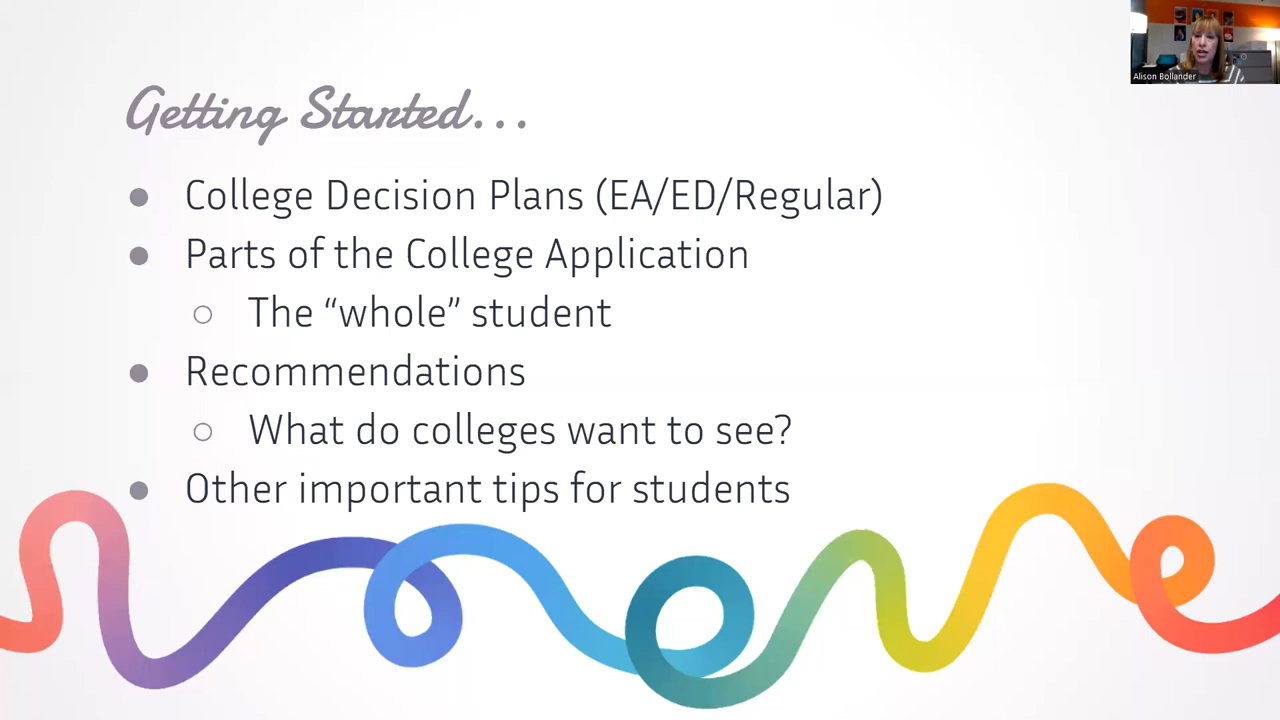 Getting Started...
● College Decision Plans (EA/ED/Regular)
● Parts of the College Application
○ The “whole” student
● Recommendations
○ What do colleges want to see?
● Other important tips for students
Alison Bollander